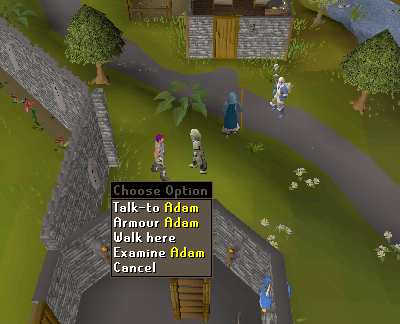 Choose Option
Talk-to Adam
Armour Adam
Walk here
Examine Adam
Cancel